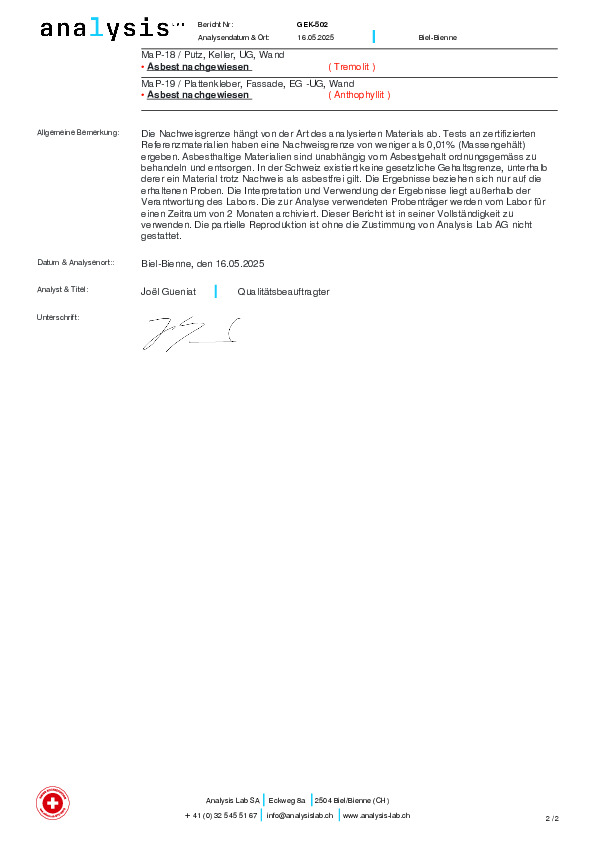 analysis
Bericht Nr: GEK-502
Analysendatum & Ort: 16.05.2025 Biel-Bienne
MaP-18 / Putz, Keller, UG, Wand
• Asbest nachgewiesen ( Tremolit )
MaP-19 / Plattenkleber, Fassade, EG -UG, Wand
• Asbest nachgewiesen ( Anthophyllit )
Allgemeine Bemerkung: Die Nachweisgrenze hängt von der Art des analysierten Materials ab. Tests an zertifizierten
Referenzmaterialien haben eine Nachweisgrenze von weniger als 0,01% (Massengehält)
ergeben. Asbesthaltige Materialien sind unabhängig vom Asbestgehalt ordnungsgemäss zu
behandeln und entsorgen. In der Schweiz existiert keine gesetzliche Gehaltsgrenze, unterhalb
derer ein Material trotz Nachweis als asbestfrei gilt. Die Ergebnisse beziehen sich nur auf die
erhaltenen Proben. Die Interpretation und Verwendung der Ergebnisse liegt außerhalb der
Verantwortung des Labors. Die zur Analyse verwendeten Probenträger werden vom Labor für
einen Zeitraum von 2 Monaten archiviert. Dieser Bericht ist in seiner Vollständigkeit zu
verwenden. Die partielle Reproduktion ist ohne die Zustimmung von Analysis Lab AG nicht
gestattet.
Datum & Analysenort:: Biel-Bienne, den 16.05.2025
Analyst & Titel: Joël Gueniat Qualitätsbeauftragter
Unterschrift:
Analysis Lab SA Eckweg 8a 2504 Biel/Bienne (CH)
+ 41 (0) 32 545 51 67 info@analysislab.ch www.analysis-lab.ch
2 / 2